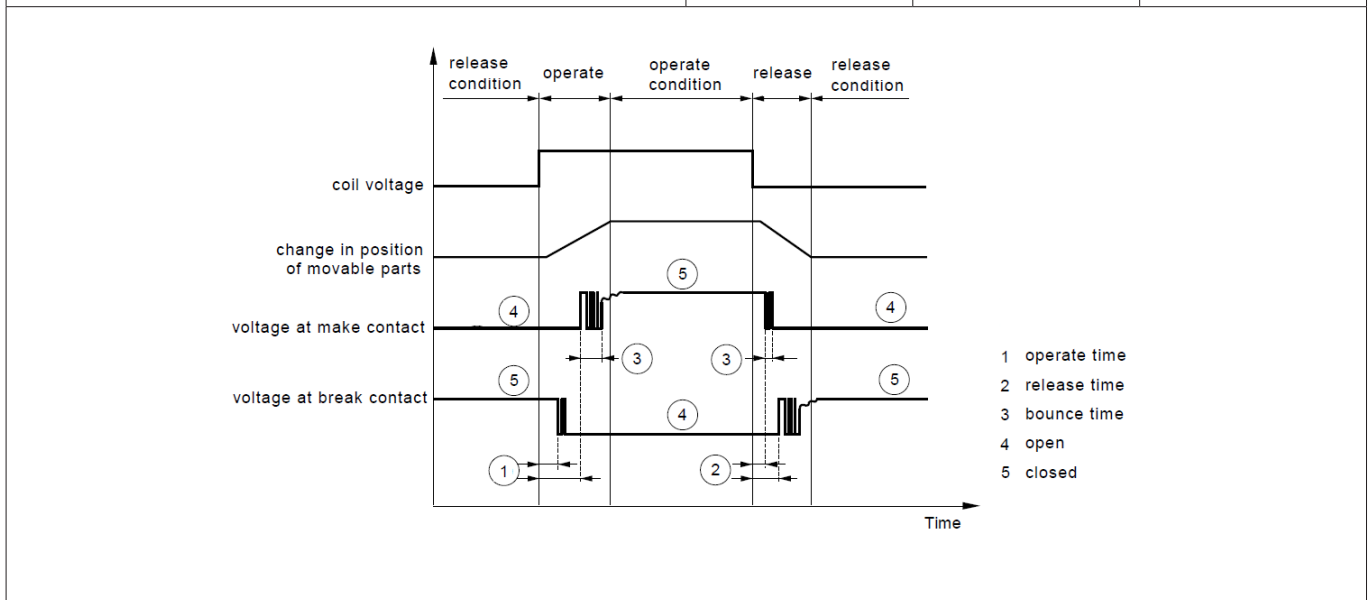 release
condition
operate
operate
condition
release
release
condition
coil voltage
change in position
of movable parts
5
4
4
voltage at make contact
3
3
5
5
voltage at break contact
4
1
2
Time
1 operate time
2 release time
3 bounce time
4 open
5 closed